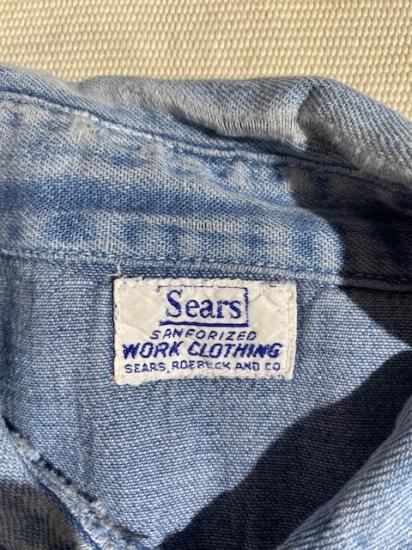 Sears
SANFORIZED
WORK CLOTHING
SEARS, ROEBUCK AND CO